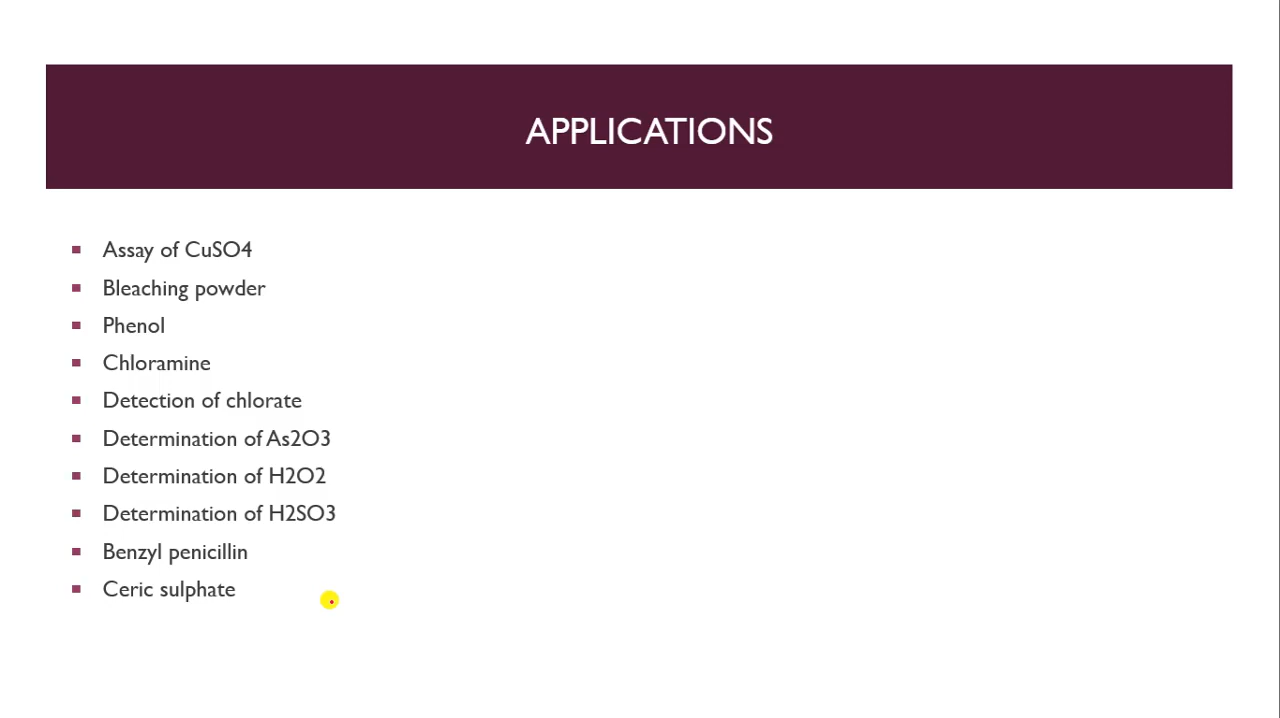 APPLICATIONS
Assay of CuSO4
Bleaching powder
Phenol
Chloramine
Detection of chlorate
Determination of As2O3
Determination of H2O2
Determination of H2SO3
Benzyl penicillin
Ceric sulphate